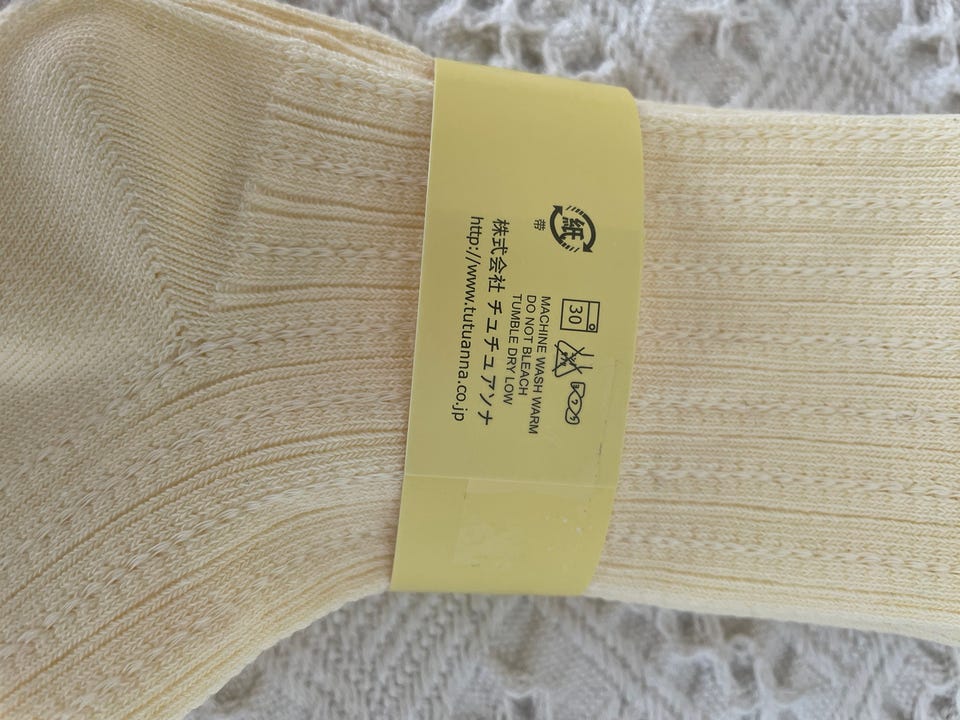 紙
帯
30
MACHINE WASH WARM
DO NOT BLEACH
TUMBLE DRY LOW
株式会社 チュチュアンナ
http://www.tutuanna.co.jp